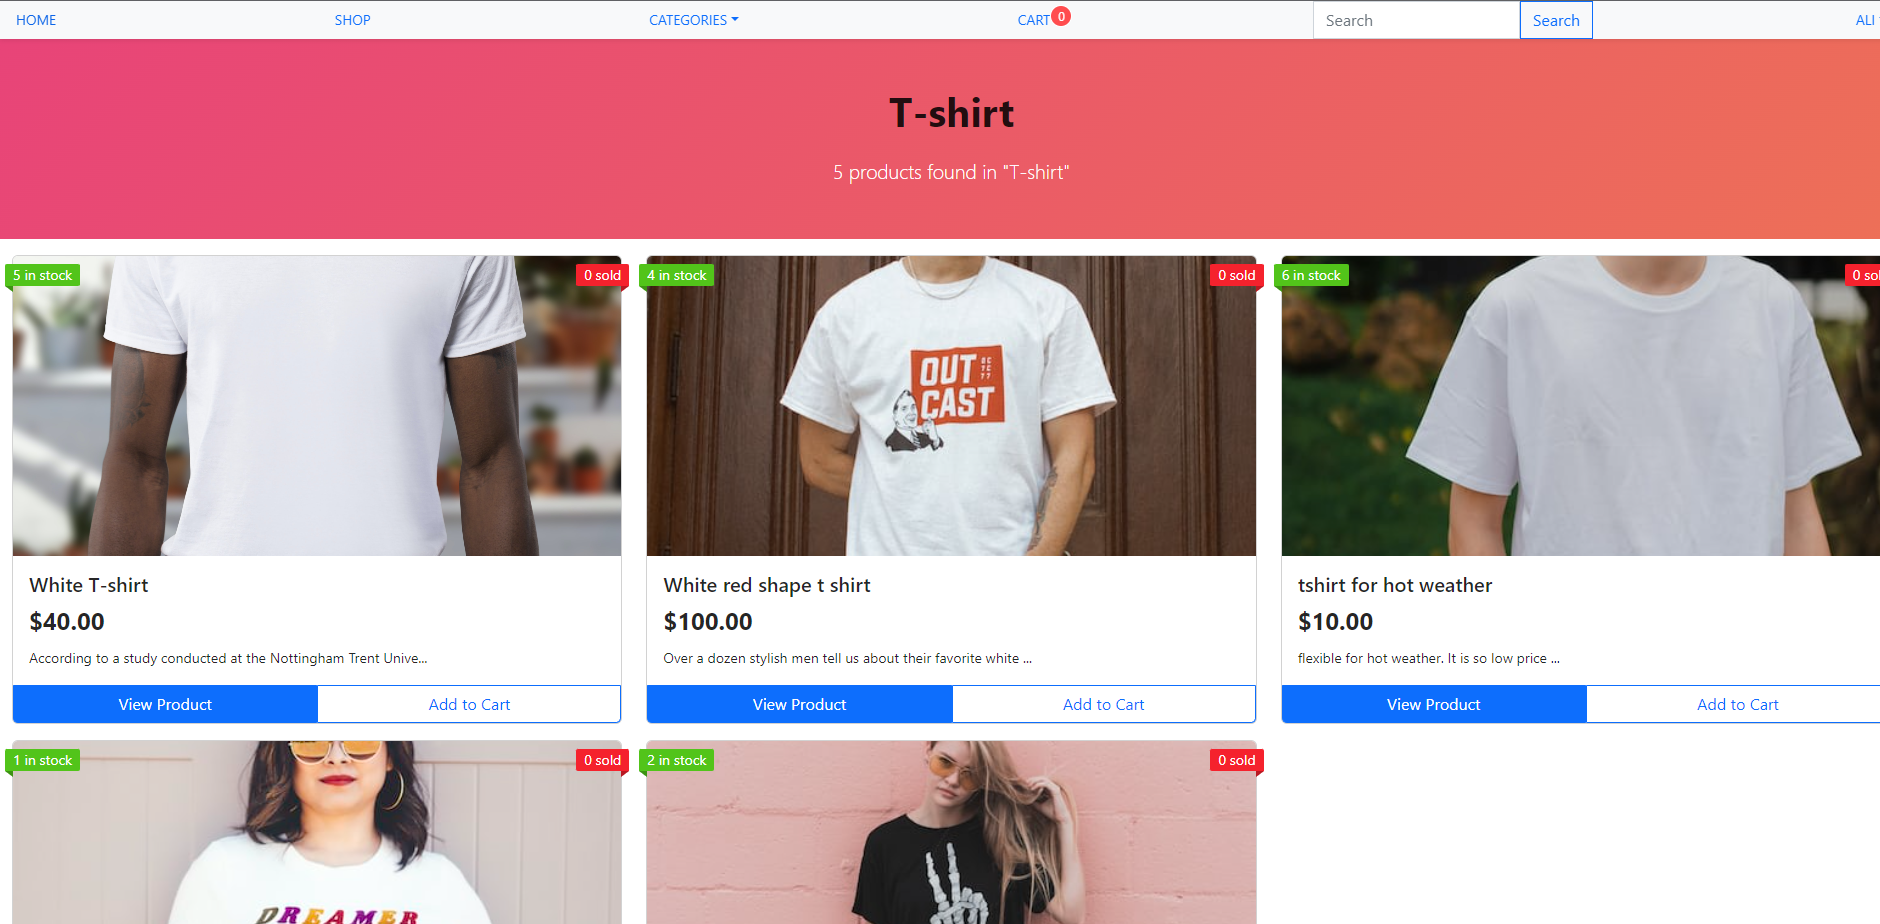 HOME SHOP CATEGORIES CART 0 Search Search ALI
T-shirt
5 products found in "T-shirt"
5 in stock 0 sold 4 in stock 0 sold 6 in stock 0 sol
OUT
CAST
White T-shirt White red shape t shirt tshirt for hot weather
$40.00 $100.00 $10.00
According to a study conducted at the Nottingham Trent Unive... Over a dozen stylish men tell us about their favorite white ... flexible for hot weather. It is so low price ...
View Product Add to Cart View Product Add to Cart View Product Add to Cart
1 in stock 0 sold 2 in stock 0 sold
DREAMER